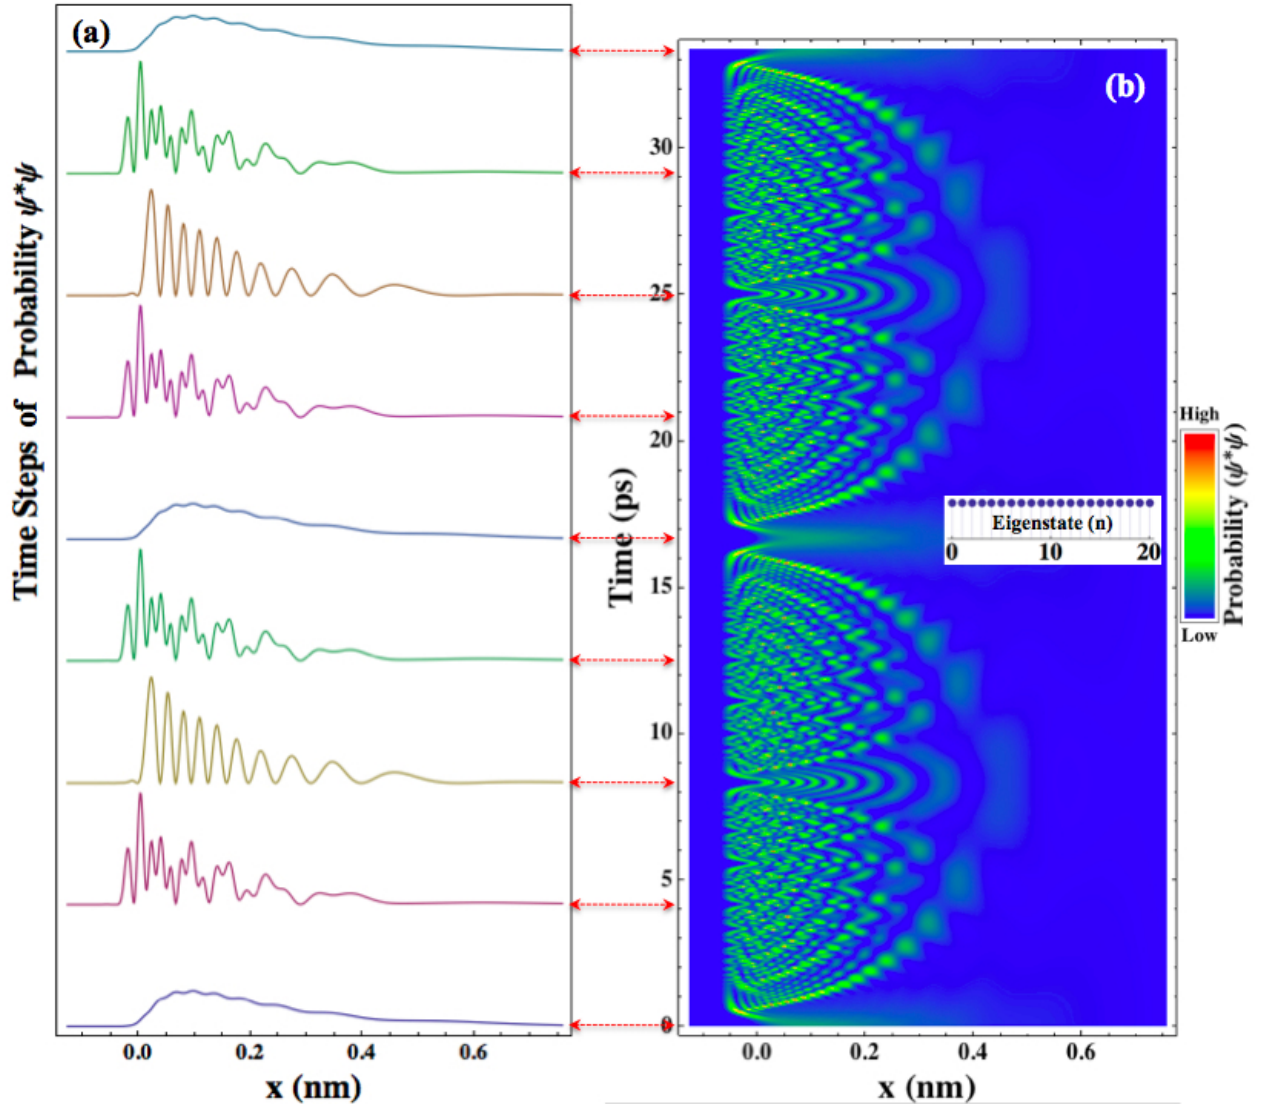 (a)
Time Steps of Probability ψ*ψ
0.0
0.2
0.4
0.6
x (nm)
(b)
30
25
20
15
10
5
0
Time (ps)
0.0
0.2
0.4
0.6
x (nm)
Eigenstate (n)
0
10
20
High
Low
Probability (ψ*ψ)